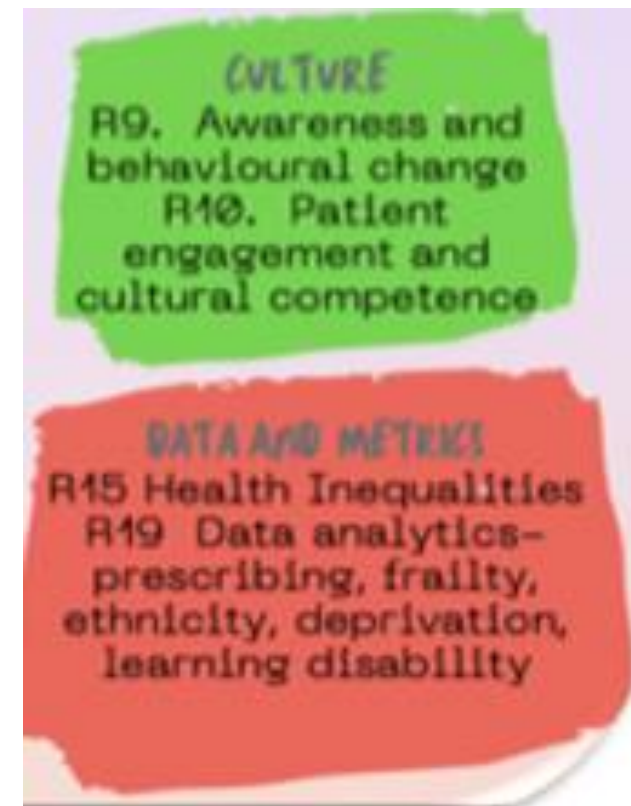 CULTURE
R9. Awareness and
behavioural change
R10. Patient
engagement and
cultural competence
DATA AND METRICS
R15 Health Inequalities
R19 Data analytics-
prescribing, frailty,
ethnicity, deprivation,
learning disability